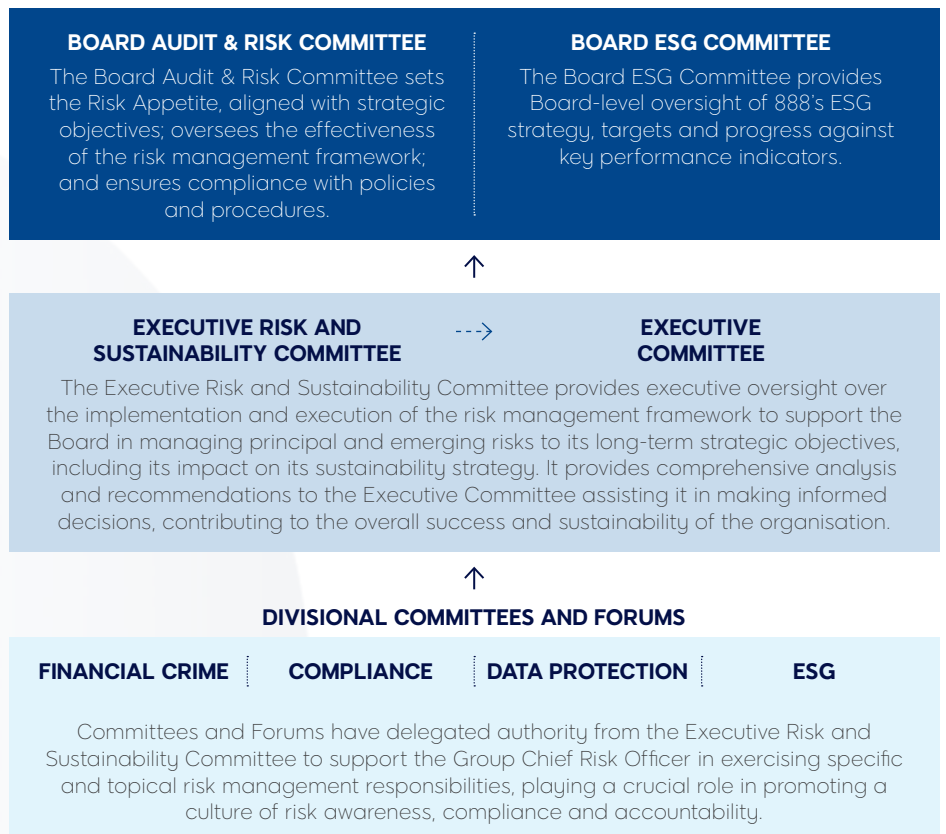 BOARD AUDIT & RISK COMMITTEE
The Board Audit & Risk Committee sets
the Risk Appetite, aligned with strategic
objectives; oversees the effectiveness
of the risk management framework;
and ensures compliance with policies
and procedures.
BOARD ESG COMMITTEE
The Board ESG Committee provides
Board-level oversight of 888's ESG
strategy, targets and progress against
key performance indicators.
EXECUTIVE RISK AND
SUSTAINABILITY COMMITTEE
EXECUTIVE
COMMITTEE
The Executive Risk and Sustainability Committee provides executive oversight over
the implementation and execution of the risk management framework to support the
Board in managing principal and emerging risks to its long-term strategic objectives,
including its impact on its sustainability strategy. It provides comprehensive analysis
and recommendations to the Executive Committee assisting it in making informed
decisions, contributing to the overall success and sustainability of the organisation.
DIVISIONAL COMMITTEES AND FORUMS
FINANCIAL CRIME
COMPLIANCE
DATA PROTECTION
ESG
Committees and Forums have delegated authority from the Executive Risk and
Sustainability Committee to support the Group Chief Risk Officer in exercising specific
and topical risk management responsibilities, playing a crucial role in promoting a
culture of risk awareness, compliance and accountability.